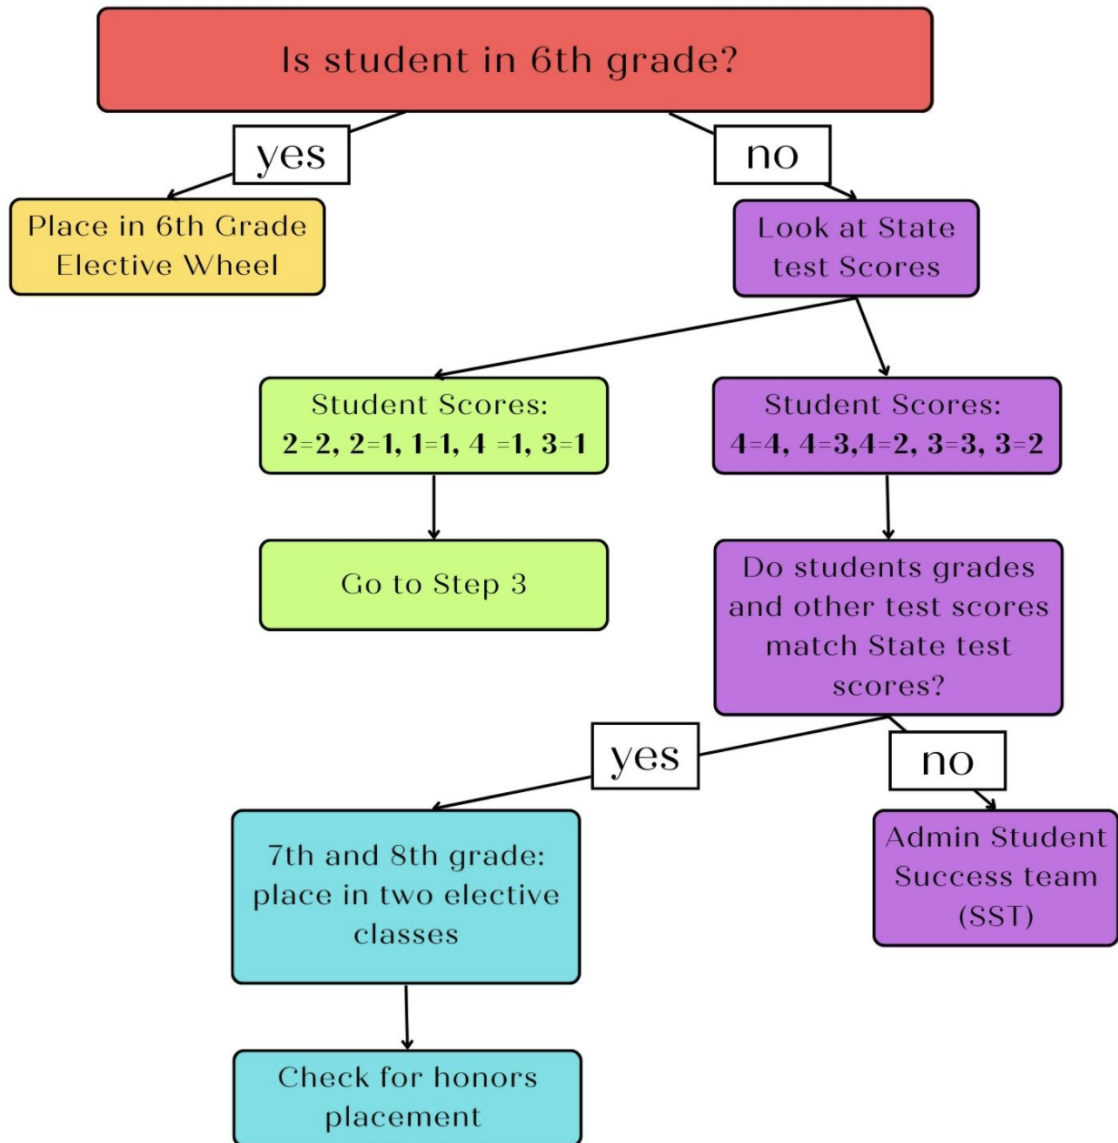 Is student in 6th grade?
yes
no
Place in 6th Grade
Elective Wheel
Look at State
test Scores
Student Scores:
2=2, 2=1, 1=1, 4 =1, 3=1
Student Scores:
4=4, 4=3,4=2, 3=3, 3=2
Go to Step 3
Do students grades
and other test scores
match State test
scores?
yes
no
7th and 8th grade:
place in two elective
classes
Admin Student
Success team
(SST)
Check for honors
placement